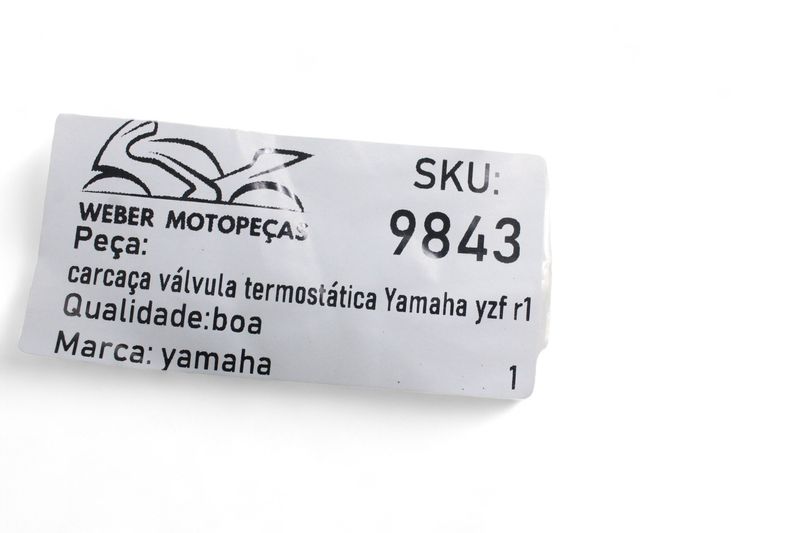 WEBER MOTOPEÇAS
SKU:
9843
Peça:
carcaça válvula termostática Yamaha yzf r1
Qualidade:boa
Marca: yamaha
1